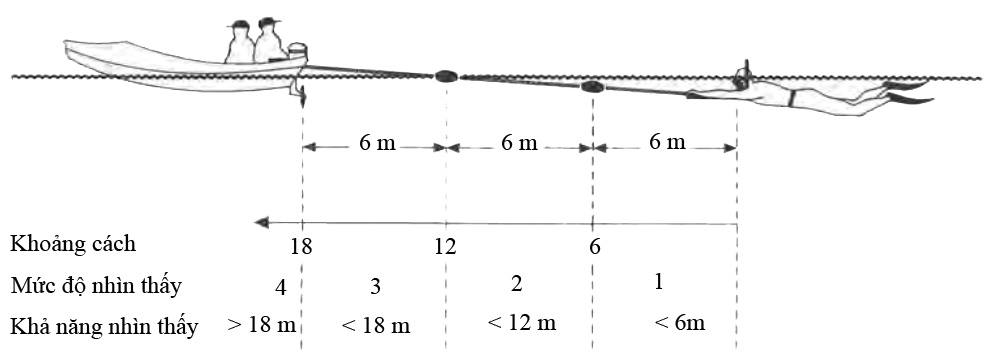 6 m 6 m 6 m
Khoảng cách 18 12 6
Mức độ nhìn thấy 4 3 2 1
Khả năng nhìn thấy > 18 m < 18 m < 12 m < 6m